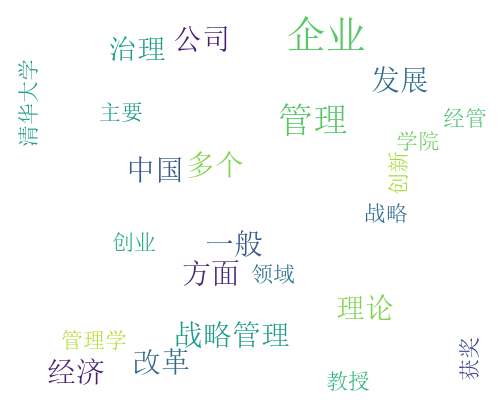 企业
公司
治理
发展
清华大学
主要
管理
经管
学院
中国
多个
创新
战略
创业
一般
方面
领域
理论
管理学
战略管理
改革
经济
教授
获奖